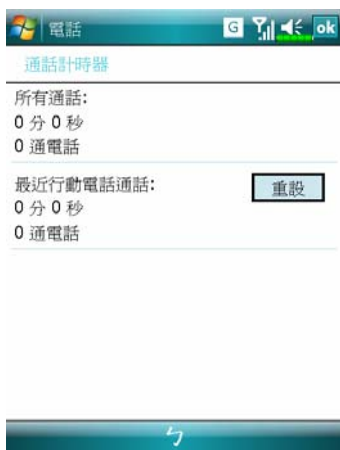 電話
G
ok
通話計時器
所有通話:
0 分 0 秒
0 通電話
最近行動電話通話:
重設
0 分 0 秒
0 通電話
ㄅ